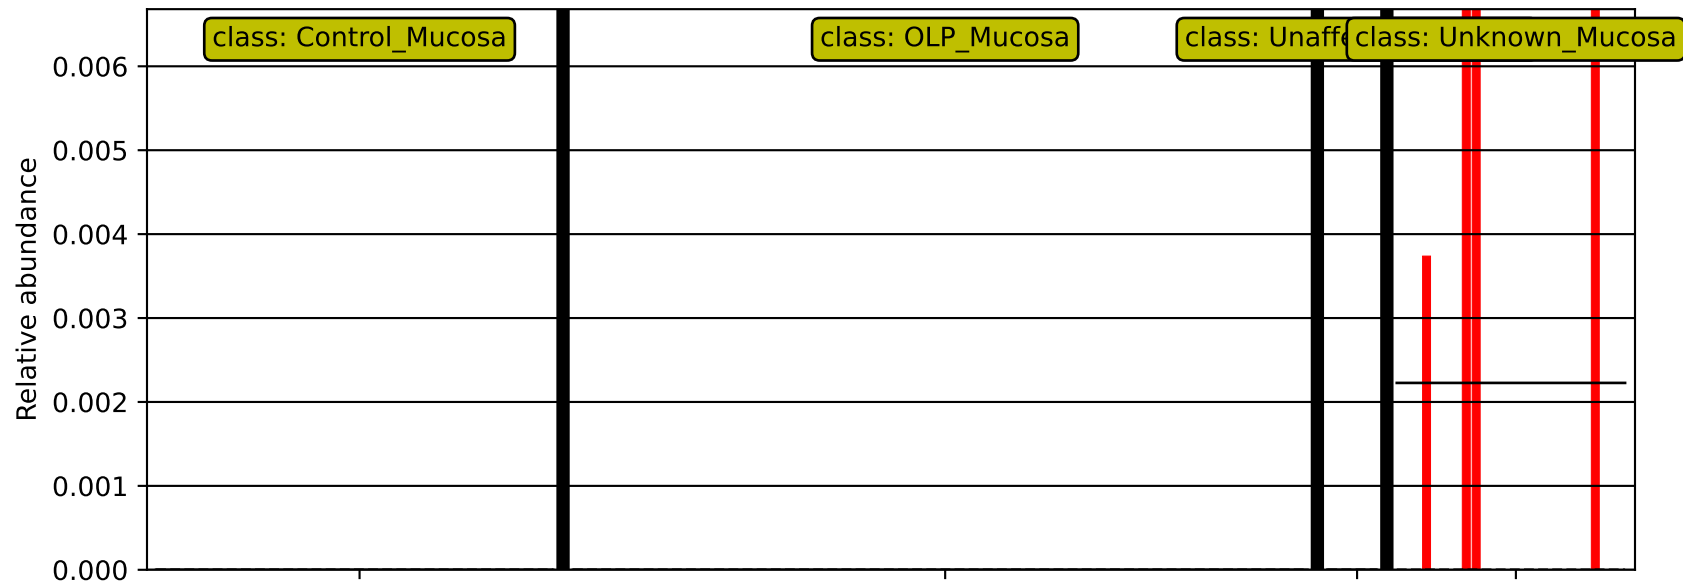 class: Control_Mucosa
class: OLP_Mucosa
class: Unaffe
class: Unknown_Mucosa
Relative abundance
0.006
0.005
0.004
0.003
0.002
0.001
0.000